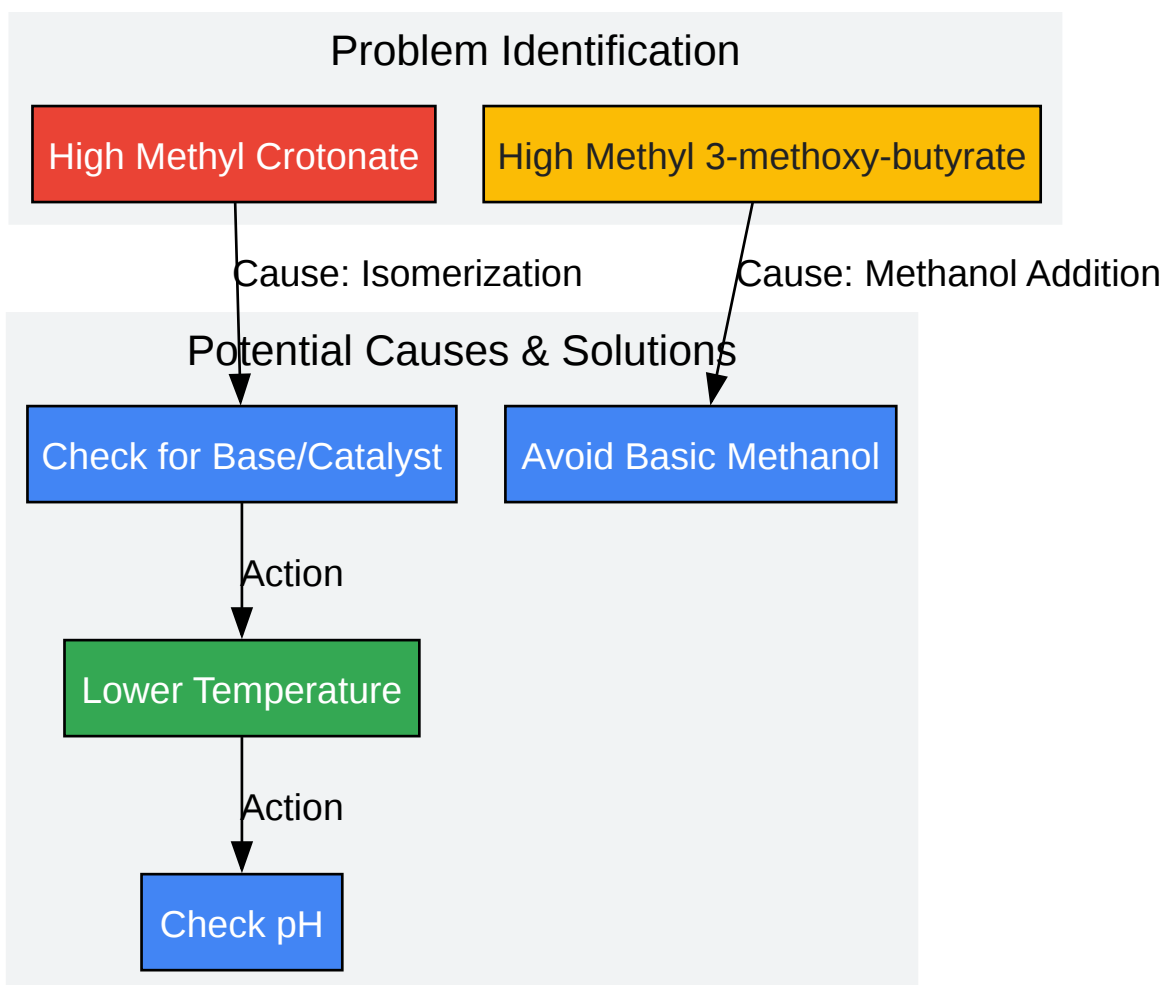 Problem Identification
High Methyl Crotonate
High Methyl 3-methoxy-butyrate
Cause: Isomerization
Cause: Methanol Addition
Potential Causes & Solutions
Check for Base/Catalyst
Avoid Basic Methanol
Action
Lower Temperature
Action
Check pH